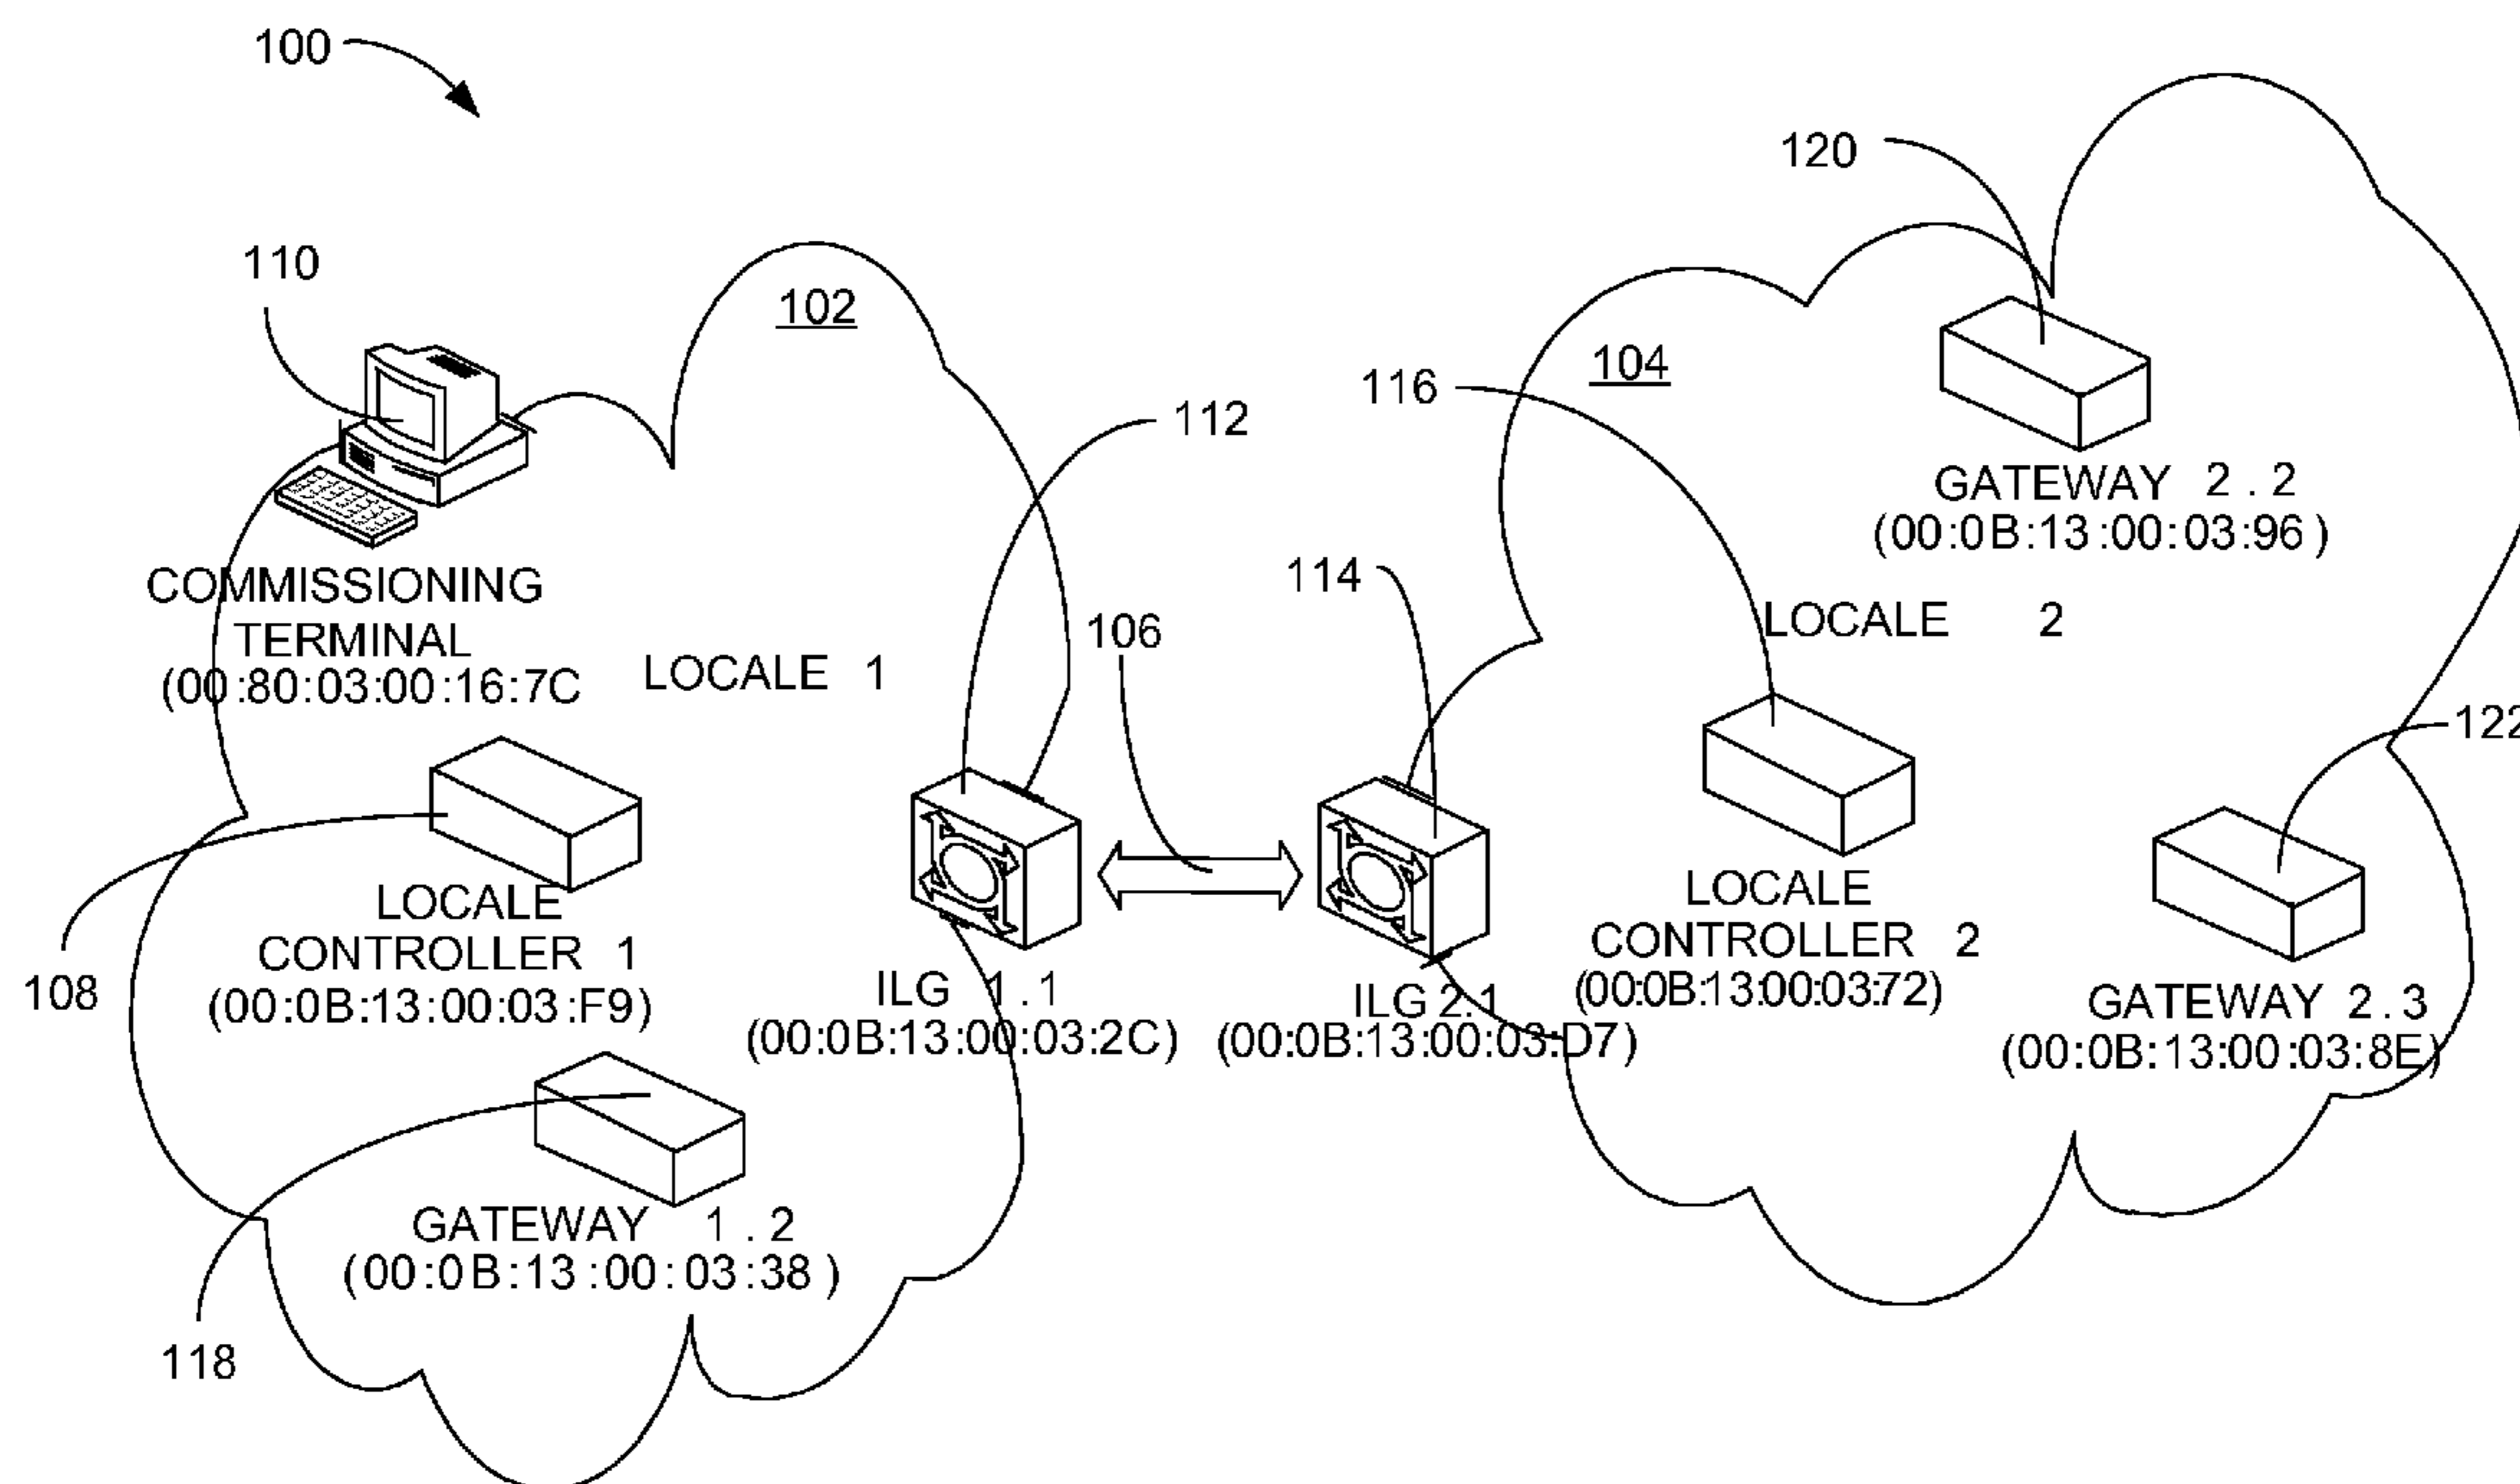 100
120
110
102
104
116
112
GATEWAY 2 . 2
(00:0B:13:00:03:96 )
114
COMMISSIONING
TERMINAL
(00:80:03:00:16:7C
LOCALE 1
106
LOCALE 2
122
LOCALE
CONTROLLER 1
(00:0B:13:00:03:F9)
108
ILG 1 . 1
(00:0B:13:00:03:2C)
ILG 2.1
(00:0B:13:00:03:D7)
LOCALE
CONTROLLER 2
(00:0B:13:00:03:72)
GATEWAY 2.3
(00:0B:13:00:03:8E)
GATEWAY 1 . 2
(00:0B:13:00:03:38 )
118